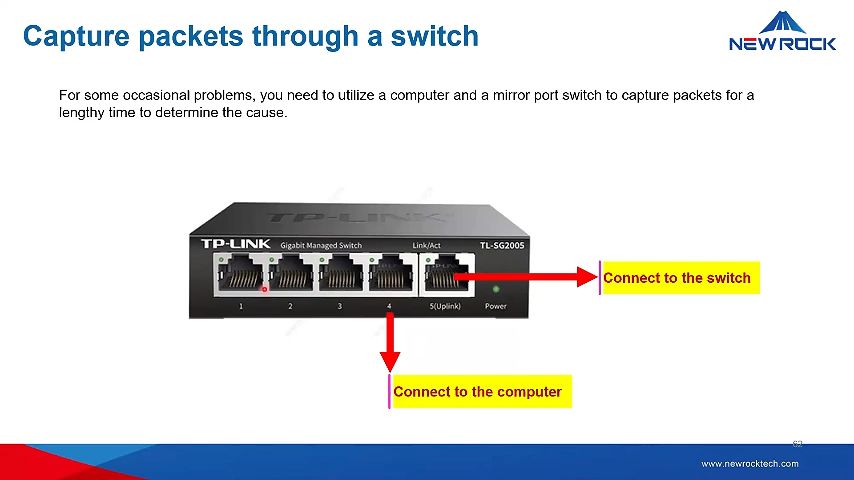 Capture packets through a switch
NEW ROCK
For some occasional problems, you need to utilize a computer and a mirror port switch to capture packets for a
lengthy time to determine the cause.
TP-LINK
TP-LINK Gigabit Managed Switch Link/Act TL-SG2005
1 2 3 4 5(Uplink) Power
Connect to the switch
Connect to the computer
62
www.newrocktech.com